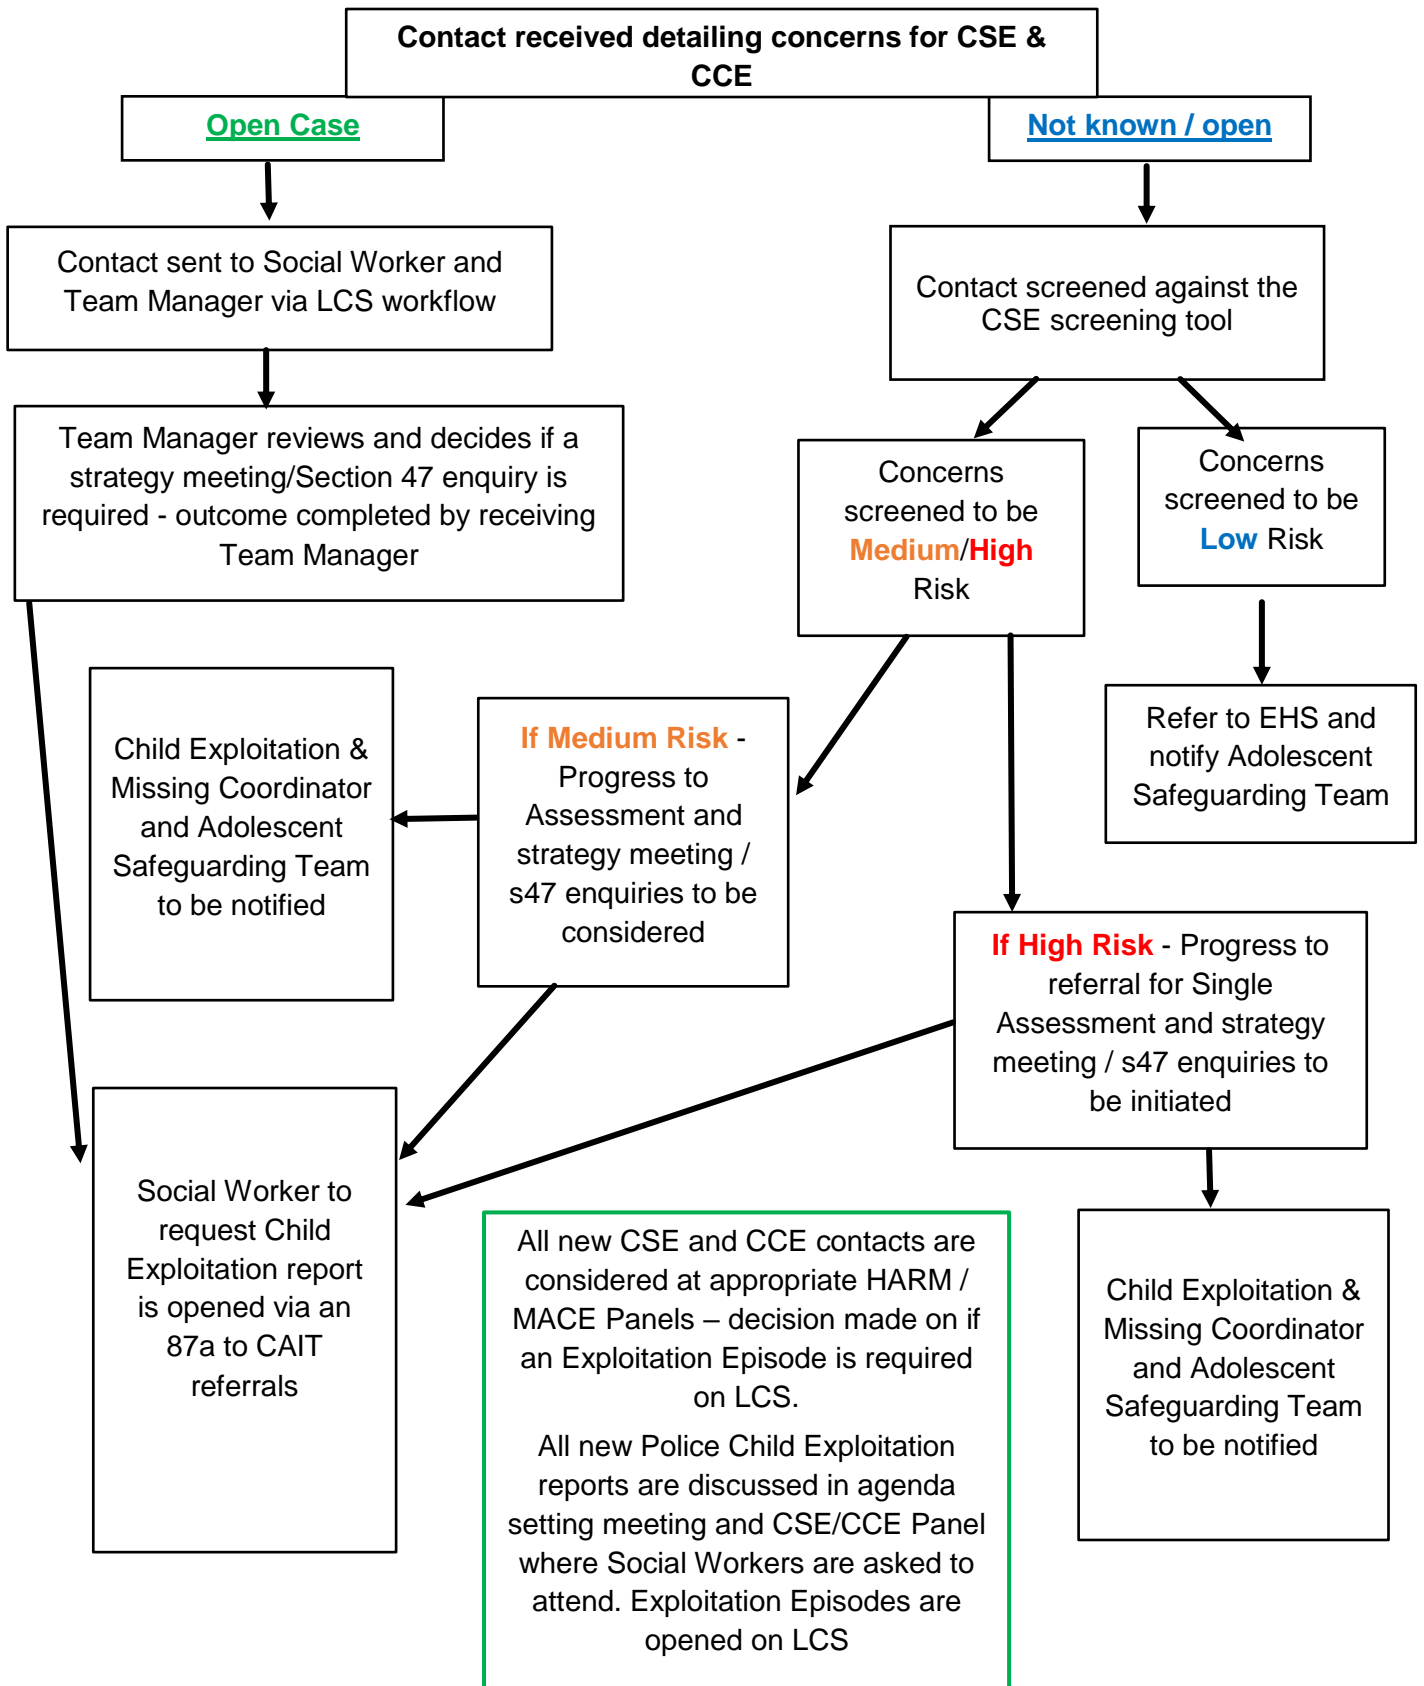 Contact received detailing concerns for CSE &
CCE
Open Case
Not known / open
Contact sent to Social Worker and
Team Manager via LCS workflow
Contact screened against the
CSE screening tool
Team Manager reviews and decides if a
strategy meeting/Section 47 enquiry is
required - outcome completed by receiving
Team Manager
Concerns
screened to be
Medium/High
Risk
Concerns
screened to be
Low Risk
Child Exploitation &
Missing Coordinator
and Adolescent
Safeguarding Team
to be notified
If Medium Risk -
Progress to
Assessment and
strategy meeting /
s47 enquiries to be
considered
Refer to EHS and
notify Adolescent
Safeguarding Team
If High Risk - Progress to
referral for Single
Assessment and strategy
meeting / s47 enquiries to
be initiated
Social Worker to
request Child
Exploitation report
is opened via an
87a to CAIT
referrals
All new CSE and CCE contacts are
considered at appropriate HARM /
MACE Panels – decision made on if
an Exploitation Episode is required
on LCS.
All new Police Child Exploitation
reports are discussed in agenda
setting meeting and CSE/CCE Panel
where Social Workers are asked to
attend. Exploitation Episodes are
opened on LCS
Child Exploitation &
Missing Coordinator
and Adolescent
Safeguarding Team
to be notified